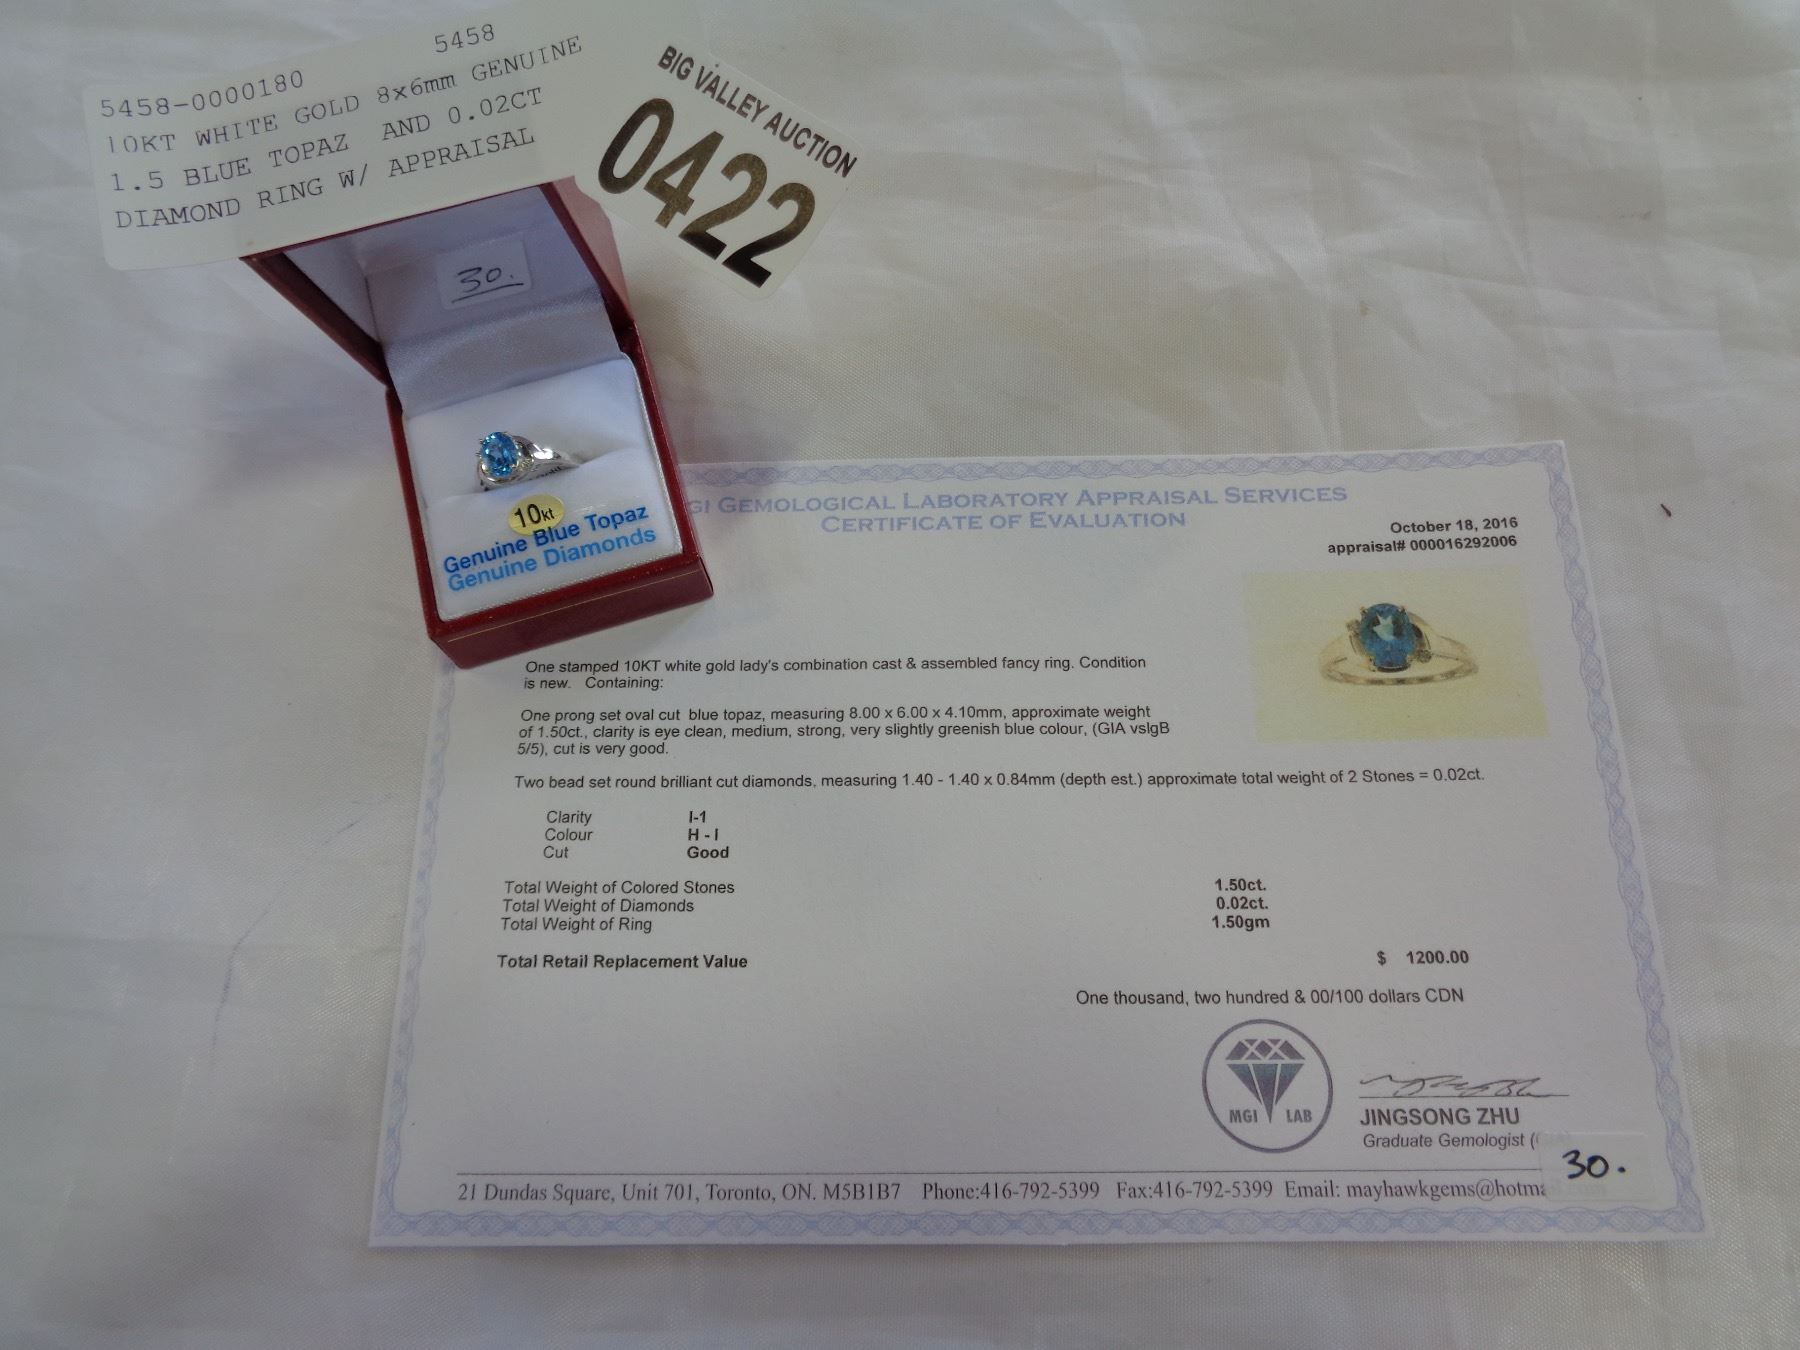 5458-0000180 5458
10KT WHITE GOLD 8x6mm GENUINE
1.5 BLUE TOPAZ AND 0.02CT
DIAMOND RING W/ APPRAISAL
BIG VALLEY AUCTION
0422
30.
10kt
Genuine Blue Topaz
Genuine Diamonds
GI GEMOLOGICAL LABORATORY APPRAISAL SERVICES
CERTIFICATE OF EVALUATION
October 18, 2016
appraisal# 000016292006
One stamped 10KT white gold lady's combination cast & assembled fancy ring. Condition
is new. Containing:
One prong set oval cut blue topaz, measuring 8.00 x 6.00 x 4.10mm, approximate weight
of 1.50ct., clarity is eye clean, medium, strong, very slightly greenish blue colour, (GIA vslgB
5/5), cut is very good.
Two bead set round brilliant cut diamonds, measuring 1.40 - 1.40 x 0.84mm (depth est.) approximate total weight of 2 Stones = 0.02ct.
Clarity I-1
Colour H - I
Cut Good
Total Weight of Colored Stones 1.50ct.
Total Weight of Diamonds 0.02ct.
Total Weight of Ring 1.50gm
Total Retail Replacement Value $ 1200.00
One thousand, two hundred & 00/100 dollars CDN
MGI LAB
JINGSONG ZHU
Graduate Gemologist (
30.
21 Dundas Square, Unit 701, Toronto, ON. M5B1B7 Phone:416-792-5399 Fax:416-792-5399 Email: mayhawkgems@hotma